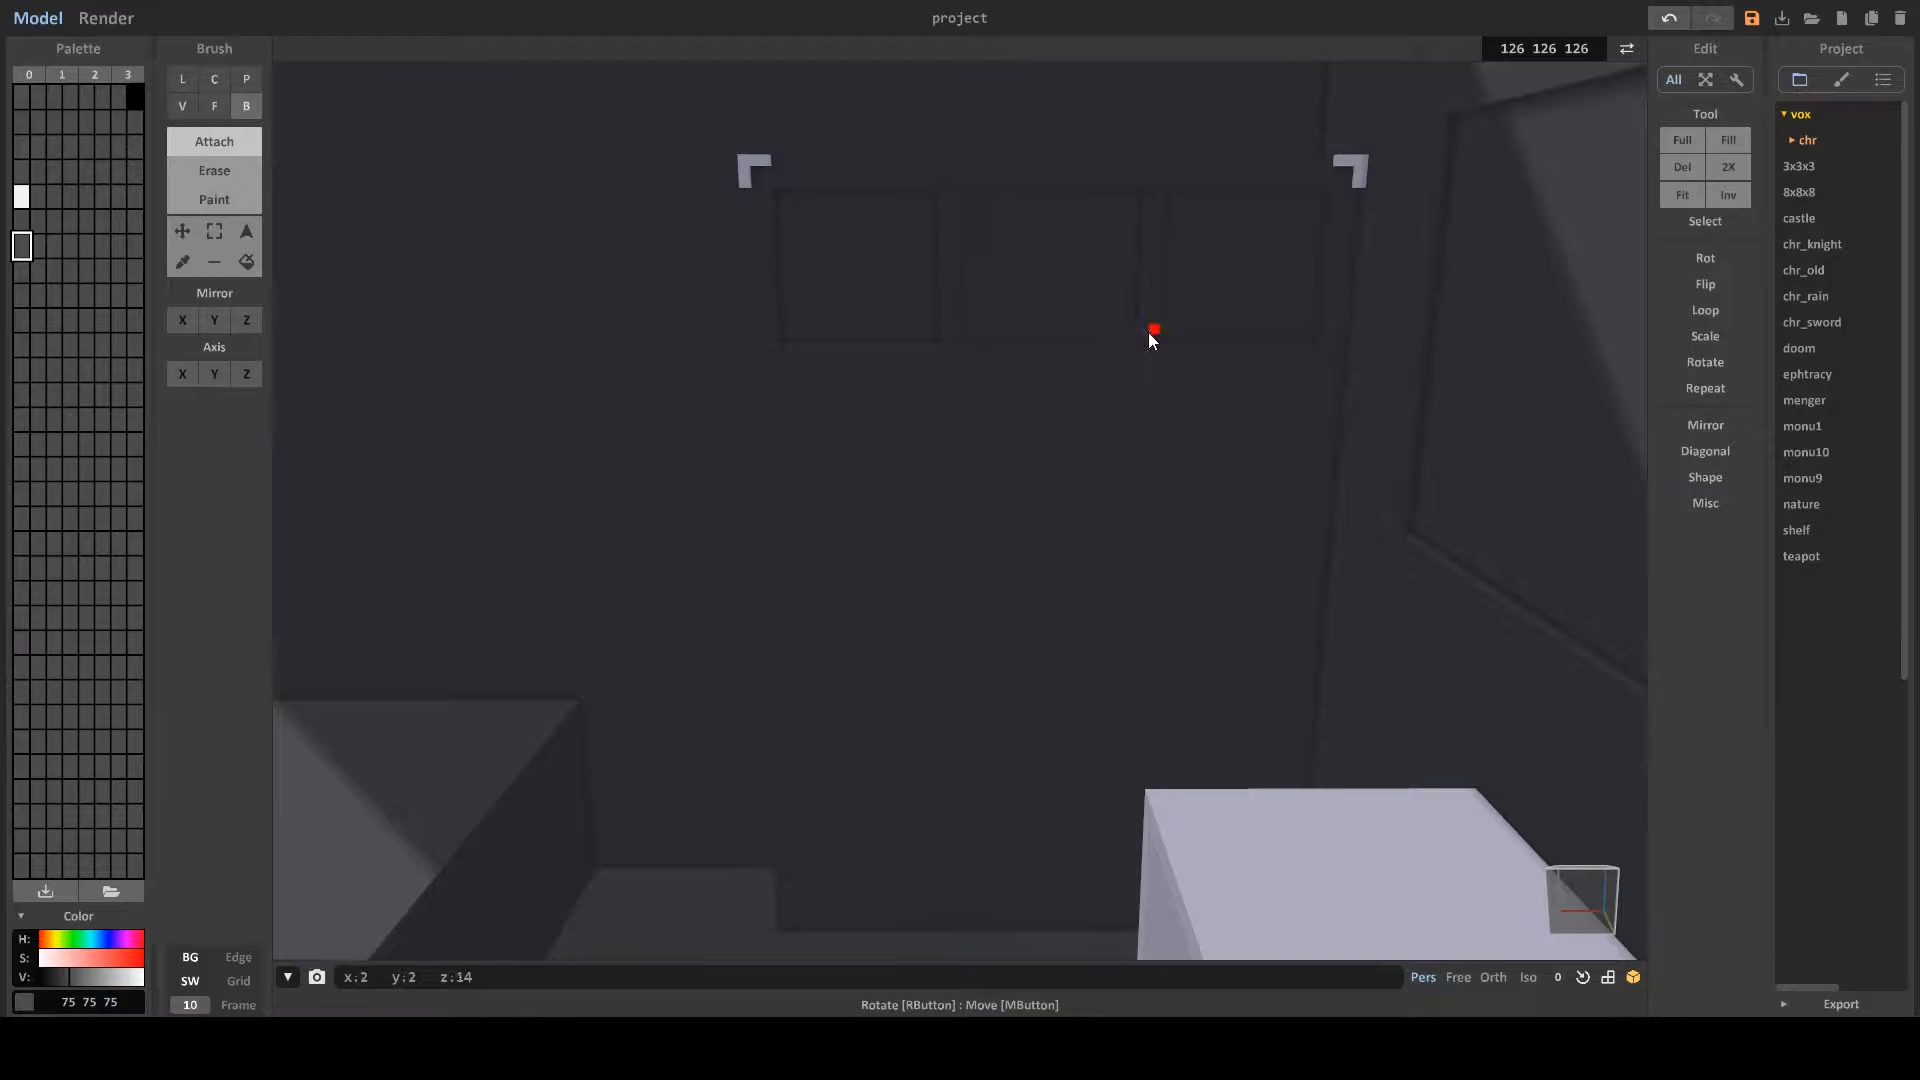 Model Render project
Palette Brush 126 126 126 Edit Project
0 1 2 3
L C P
V F B
Attach
Erase
Paint
Mirror
X Y Z
Axis
X Y Z
BG Edge
SW Grid
10 Frame
Color
H:
S:
V:
75 75 75
x:2 y:2 z:14
Pers Free Orth Iso 0
Rotate [RButton] : Move [MButton]
All
Tool
Full Fill
Del 2X
Fit Inv
Select
Rot
Flip
Loop
Scale
Rotate
Repeat
Mirror
Diagonal
Shape
Misc
vox
chr
3x3x3
8x8x8
castle
chr_knight
chr_old
chr_rain
chr_sword
doom
ephtracy
menger
monu1
monu10
monu9
nature
shelf
teapot
Export